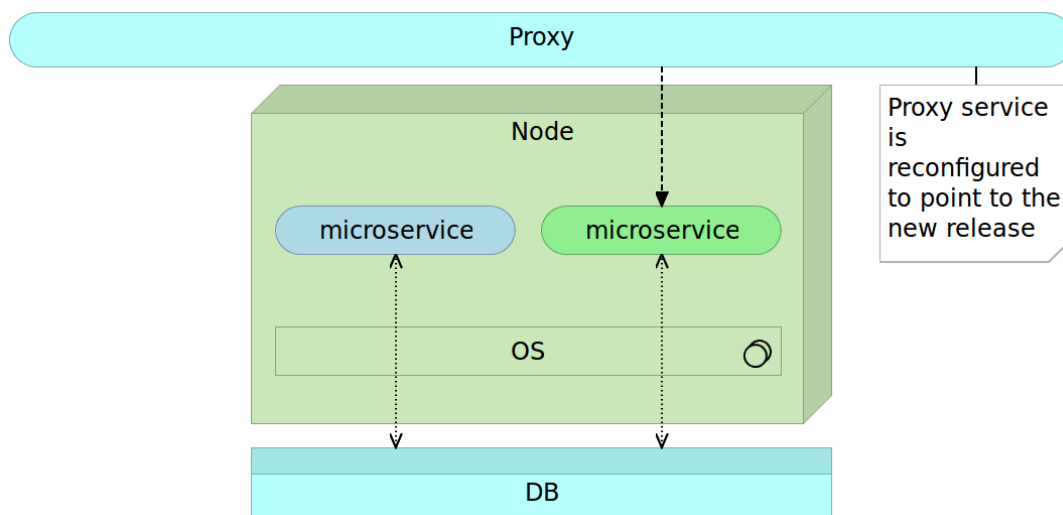 Proxy
Node
Proxy service
is
reconfigured
to point to the
new release
microservice
microservice
OS
DB